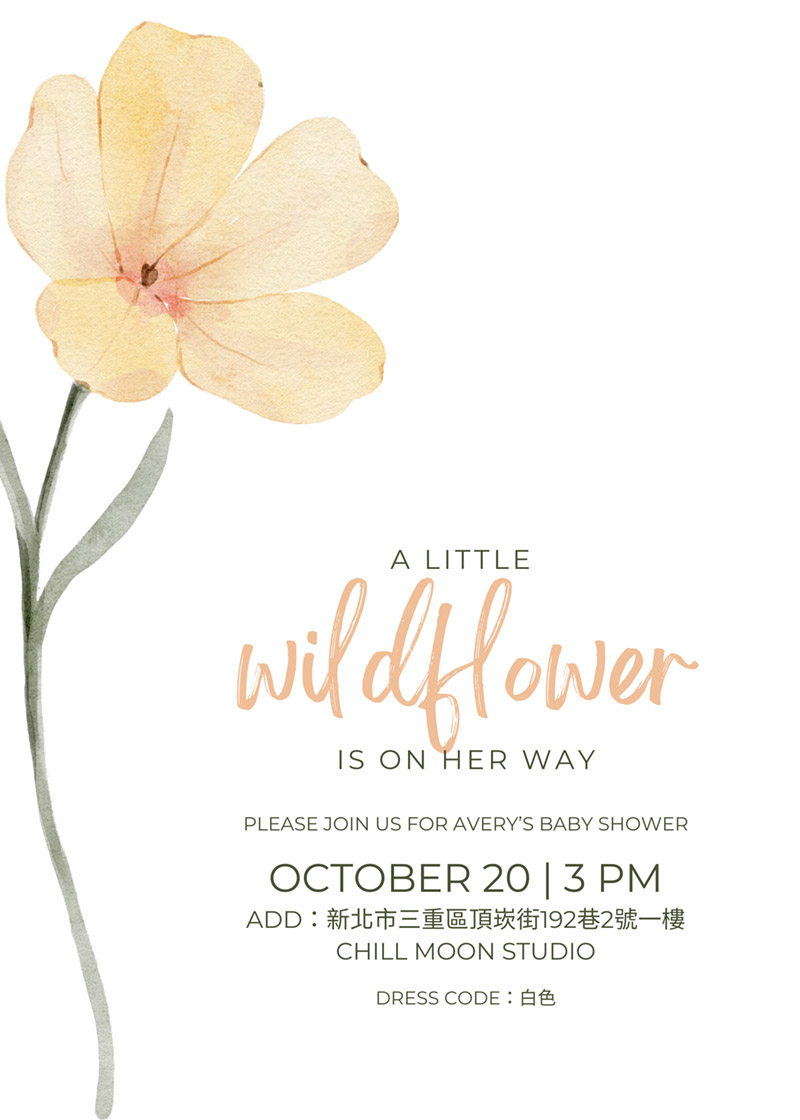 A LITTLE
wildflower
IS ON HER WAY
PLEASE JOIN US FOR AVERY'S BABY SHOWER
OCTOBER 20 | 3 PM
ADD：新北市三重區頂崁街192巷2號一樓
CHILL MOON STUDIO
DRESS CODE：白色